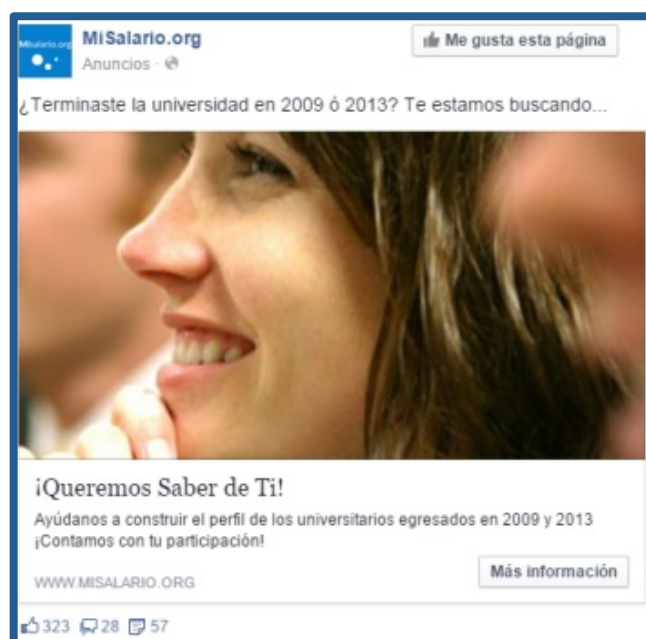 MiSalario.org
MiSalario.org
Me gusta esta página
Anuncios ·
¿Terminaste la universidad en 2009 ó 2013? Te estamos buscando...
¡Queremos Saber de Ti!
Ayúdanos a construir el perfil de los universitarios egresados en 2009 y 2013
¡Contamos con tu participación!
Más información
WWW.MISALARIO.ORG
323 28 57